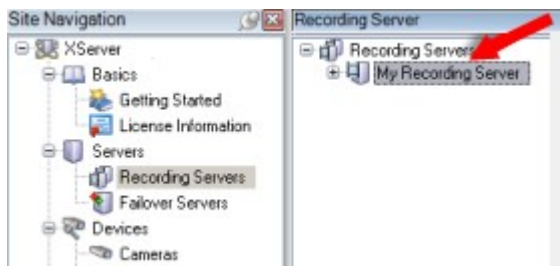 Site Navigation
XServer
Basics
Getting Started
License Information
Servers
Recording Servers
Failover Servers
Devices
Cameras
Recording Server
Recording Servers
My Recording Server